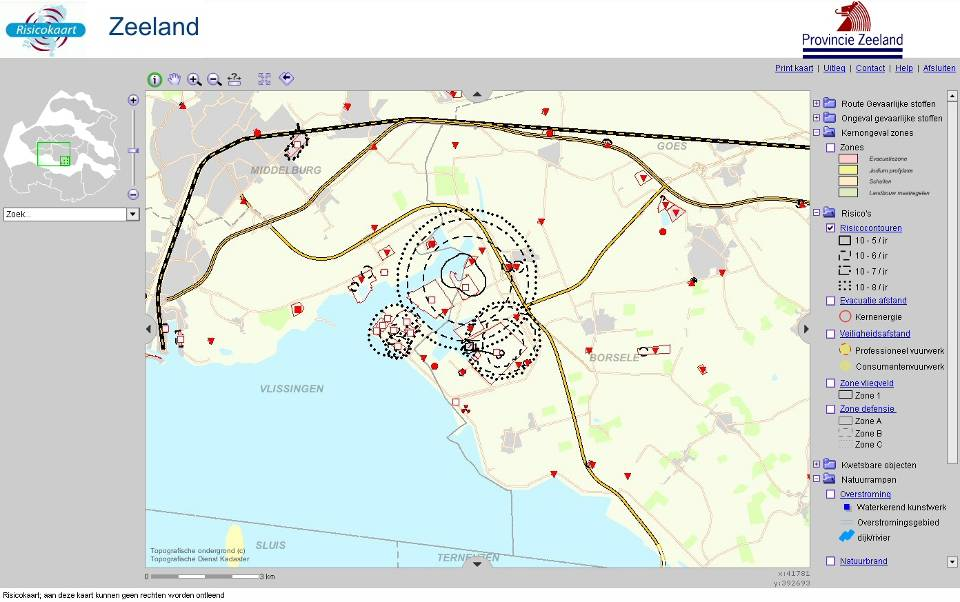 Risicokaart
Zeeland
Provincie Zeeland
Print kaart | Uitleg | Contact | Help | Afsluiten
Zoek...
MIDDELBURG
GOES
VLISSINGEN
BORSELE
SLUIS
TERNEUZEN
Topografische ondergrond (c)
Topografische Dienst Kadaster
0 3 km
x:41781
y:392693
Route Gevaarlijke stoffen
Ongeval gevaarlijke stoffen
Kernongeval zones
Zones
Evacuatiezone
Jodium profylaxe
Schuilen
Landbouw maatregelen
Risico's
Risicocontouren
10 - 5 / jr
10 - 6 / jr
10 - 7 / jr
10 - 8 / jr
Evacuatie afstand
Kernenergie
Veiligheidsafstand
Professioneel vuurwerk
Consumentenvuurwerk
Zone vliegveld
Zone 1
Zone defensie
Zone A
Zone B
Zone C
Kwetsbare objecten
Natuurrampen
Overstroming
Waterkerend kunstwerk
Overstromingsgebied
dijk/rivier
Natuurbrand
Risicokaart; aan deze kaart kunnen geen rechten worden ontleend